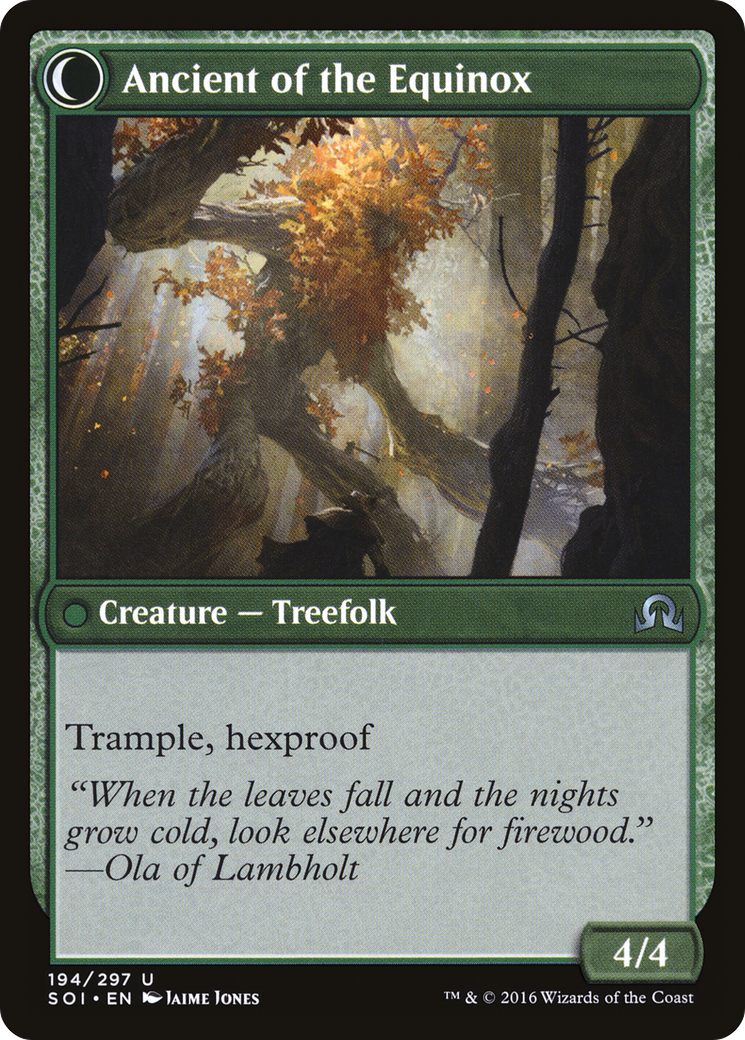 Ancient of the Equinox
Creature — Treefolk
Trample, hexproof
“When the leaves fall and the nights
grow cold, look elsewhere for firewood.”
—Ola of Lambholt
4/4
194/297 U
SOI • EN Jaime Jones
™ & © 2016 Wizards of the Coast